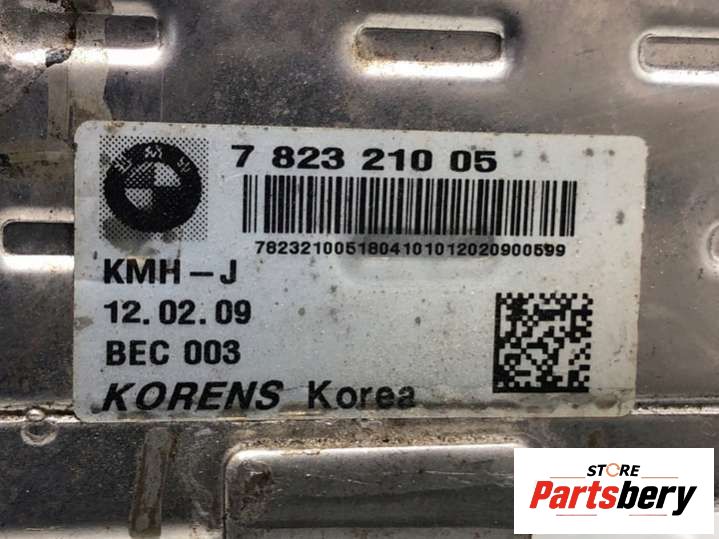 7 823 210 05
7823210051804101012020900599
KMH-J
12.02.09
BEC 003
KORENS Korea
STORE
Partsbery